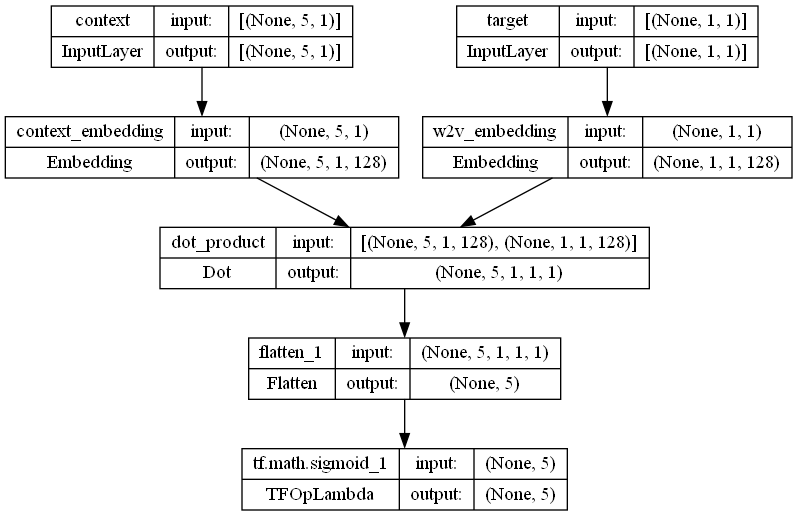 context input: [(None, 5, 1)]
InputLayer output: [(None, 5, 1)]
target input: [(None, 1, 1)]
InputLayer output: [(None, 1, 1)]
context_embedding input: (None, 5, 1)
Embedding output: (None, 5, 1, 128)
w2v_embedding input: (None, 1, 1)
Embedding output: (None, 1, 1, 128)
dot_product input: [(None, 5, 1, 128), (None, 1, 1, 128)]
Dot output: (None, 5, 1, 1, 1)
flatten_1 input: (None, 5, 1, 1, 1)
Flatten output: (None, 5)
tf.math.sigmoid_1 input: (None, 5)
TFOpLambda output: (None, 5)